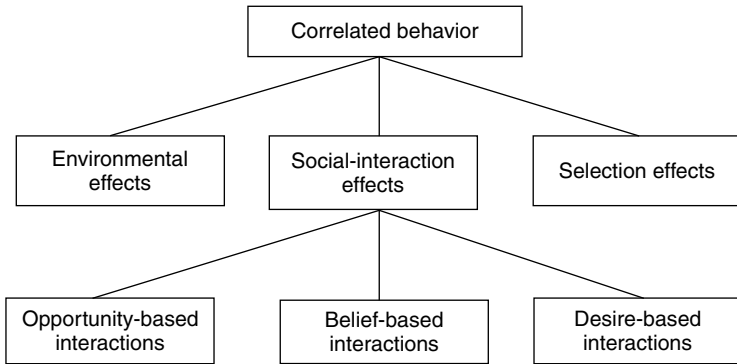 Correlated behavior
Environmental
effects
Social-interaction
effects
Selection effects
Opportunity-based
interactions
Belief-based
interactions
Desire-based
interactions